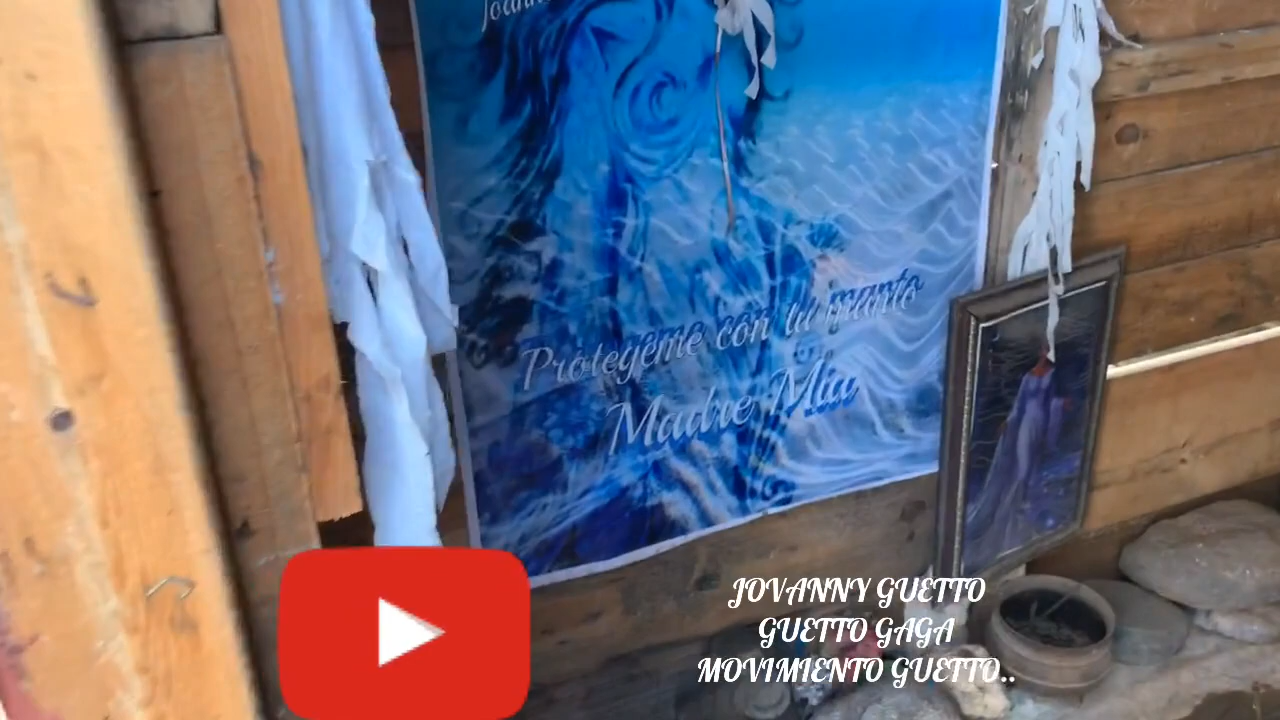 Protegeme con tu manto
Madre Mia
JOVANNY GUETTO
GUETTO GAGA
MOVIMIENTO GUETTO..